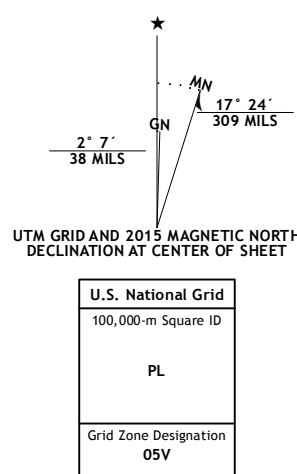 ★
MN
GN
17° 24´
309 MILS
2° 7´
38 MILS
UTM GRID AND 2015 MAGNETIC NORTH
DECLINATION AT CENTER OF SHEET
U.S. National Grid
100,000-m Square ID
PL
Grid Zone Designation
05V